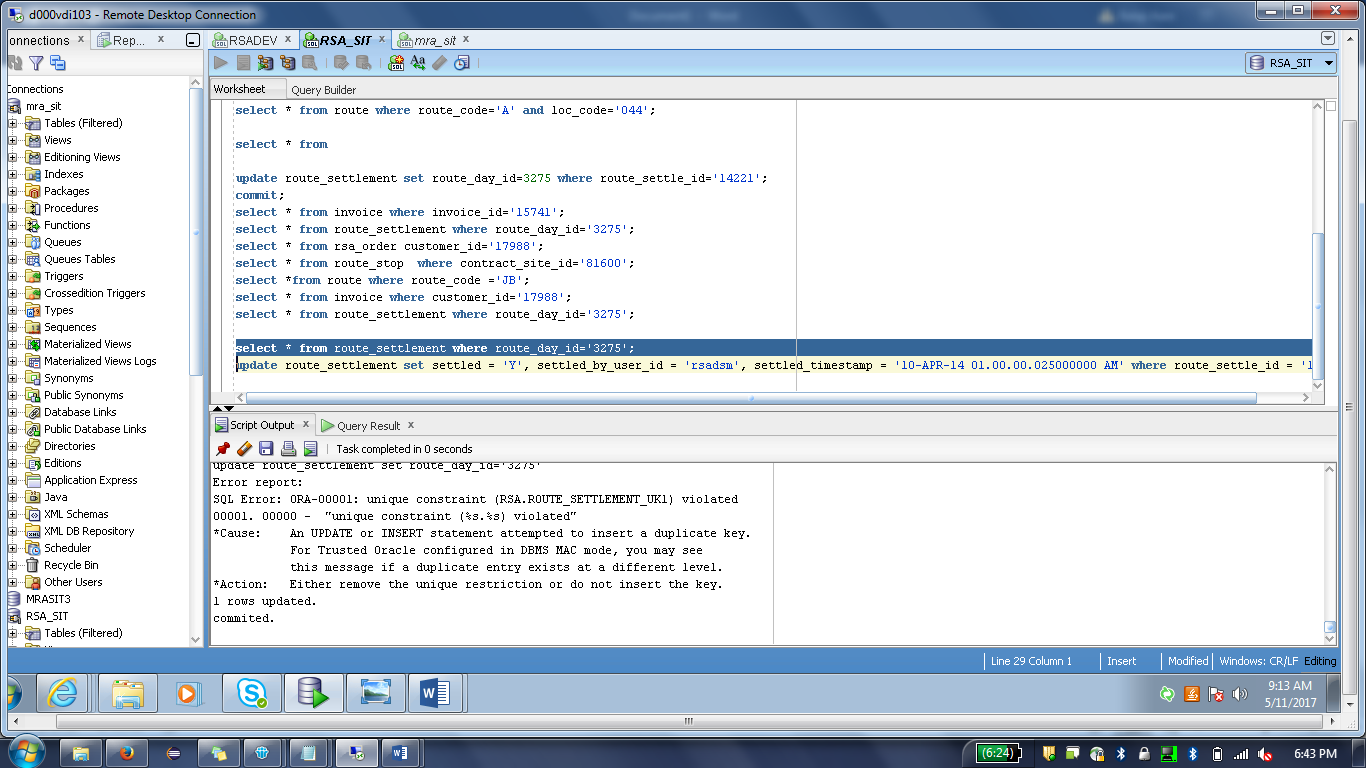 d000vdi103 - Remote Desktop Connection
onnections
Rep...
RSADEV
RSA_SIT
mra_sit
RSA_SIT
Connections
mra_sit
Tables (Filtered)
Views
Editioning Views
Indexes
Packages
Procedures
Functions
Queues
Queues Tables
Triggers
Crossedition Triggers
Types
Sequences
Materialized Views
Materialized Views Logs
Synonyms
Public Synonyms
Database Links
Public Database Links
Directories
Editions
Application Express
Java
XML Schemas
XML DB Repository
Scheduler
Recycle Bin
Other Users
MRASIT3
RSA_SIT
Tables (Filtered)
Worksheet
Query Builder
select * from route where route_code='A' and loc_code='044';
select * from
update route_settlement set route_day_id=3275 where route_settle_id='14221';
commit;
select * from invoice where invoice_id='15741';
select * from route_settlement where route_day_id='3275';
select * from rsa_order customer_id='17988';
select * from route_stop  where contract_site_id='81600';
select *from route where route_code ='JB';
select * from invoice where customer_id='17988';
select * from route_settlement where route_day_id='3275';
select * from route_settlement where route_day_id='3275';
update route_settlement set settled = 'Y', settled_by_user_id = 'rsadsm', settled_timestamp = '10-APR-14 01.00.00.025000000 AM' where route_settle_id = '1
Script Output
Query Result
Task completed in 0 seconds
update route_settlement set route_day_id='3275'
Error report:
SQL Error: ORA-00001: unique constraint (RSA.ROUTE_SETTLEMENT_UK1) violated
00001. 00000 -  "unique constraint (%s.%s) violated"
*Cause:    An UPDATE or INSERT statement attempted to insert a duplicate key.
For Trusted Oracle configured in DBMS MAC mode, you may see
this message if a duplicate entry exists at a different level.
*Action:   Either remove the unique restriction or do not insert the key.
1 rows updated.
commited.
Line 29 Column 1
Insert
Modified
Windows: CR/LF
Editing
9:13 AM
5/11/2017
(6:24)
6:43 PM